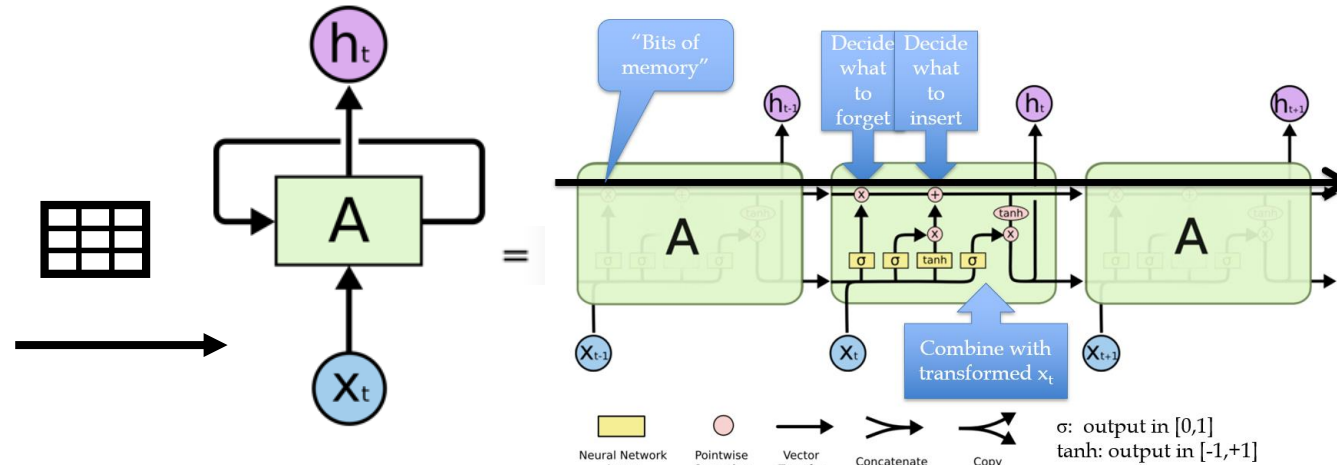 hₜ
A
xₜ
=
“Bits of
memory”
Decide
what
to
forget
Decide
what
to
insert
hₜ₋₁
hₜ
hₜ₊₁
A
x
+
tanh
x
x
σ
σ
tanh
σ
A
xₜ₋₁
xₜ
xₜ₊₁
Combine with
transformed xₜ
Neural Network
Pointwise
Vector
Concatenate
Copy
σ: output in [0,1]
tanh: output in [-1,+1]